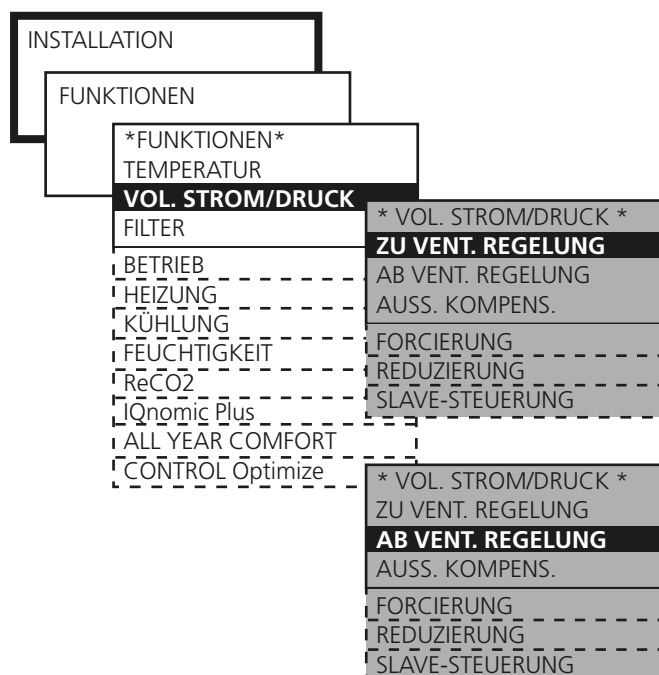 INSTALLATION
FUNKTIONEN
*FUNKTIONEN*
TEMPERATUR
VOL. STROM/DRUCK
FILTER
BETRIEB
HEIZUNG
KÜHLUNG
FEUCHTIGKEIT
ReCO2
IQnomic Plus
ALL YEAR COMFORT
CONTROL Optimize
* VOL. STROM/DRUCK *
ZU VENT. REGELUNG
AB VENT. REGELUNG
AUSS. KOMPENS.
FORCIERUNG
REDUZIERUNG
SLAVE-STEUERUNG
* VOL. STROM/DRUCK *
ZU VENT. REGELUNG
AB VENT. REGELUNG
AUSS. KOMPENS.
FORCIERUNG
REDUZIERUNG
SLAVE-STEUERUNG